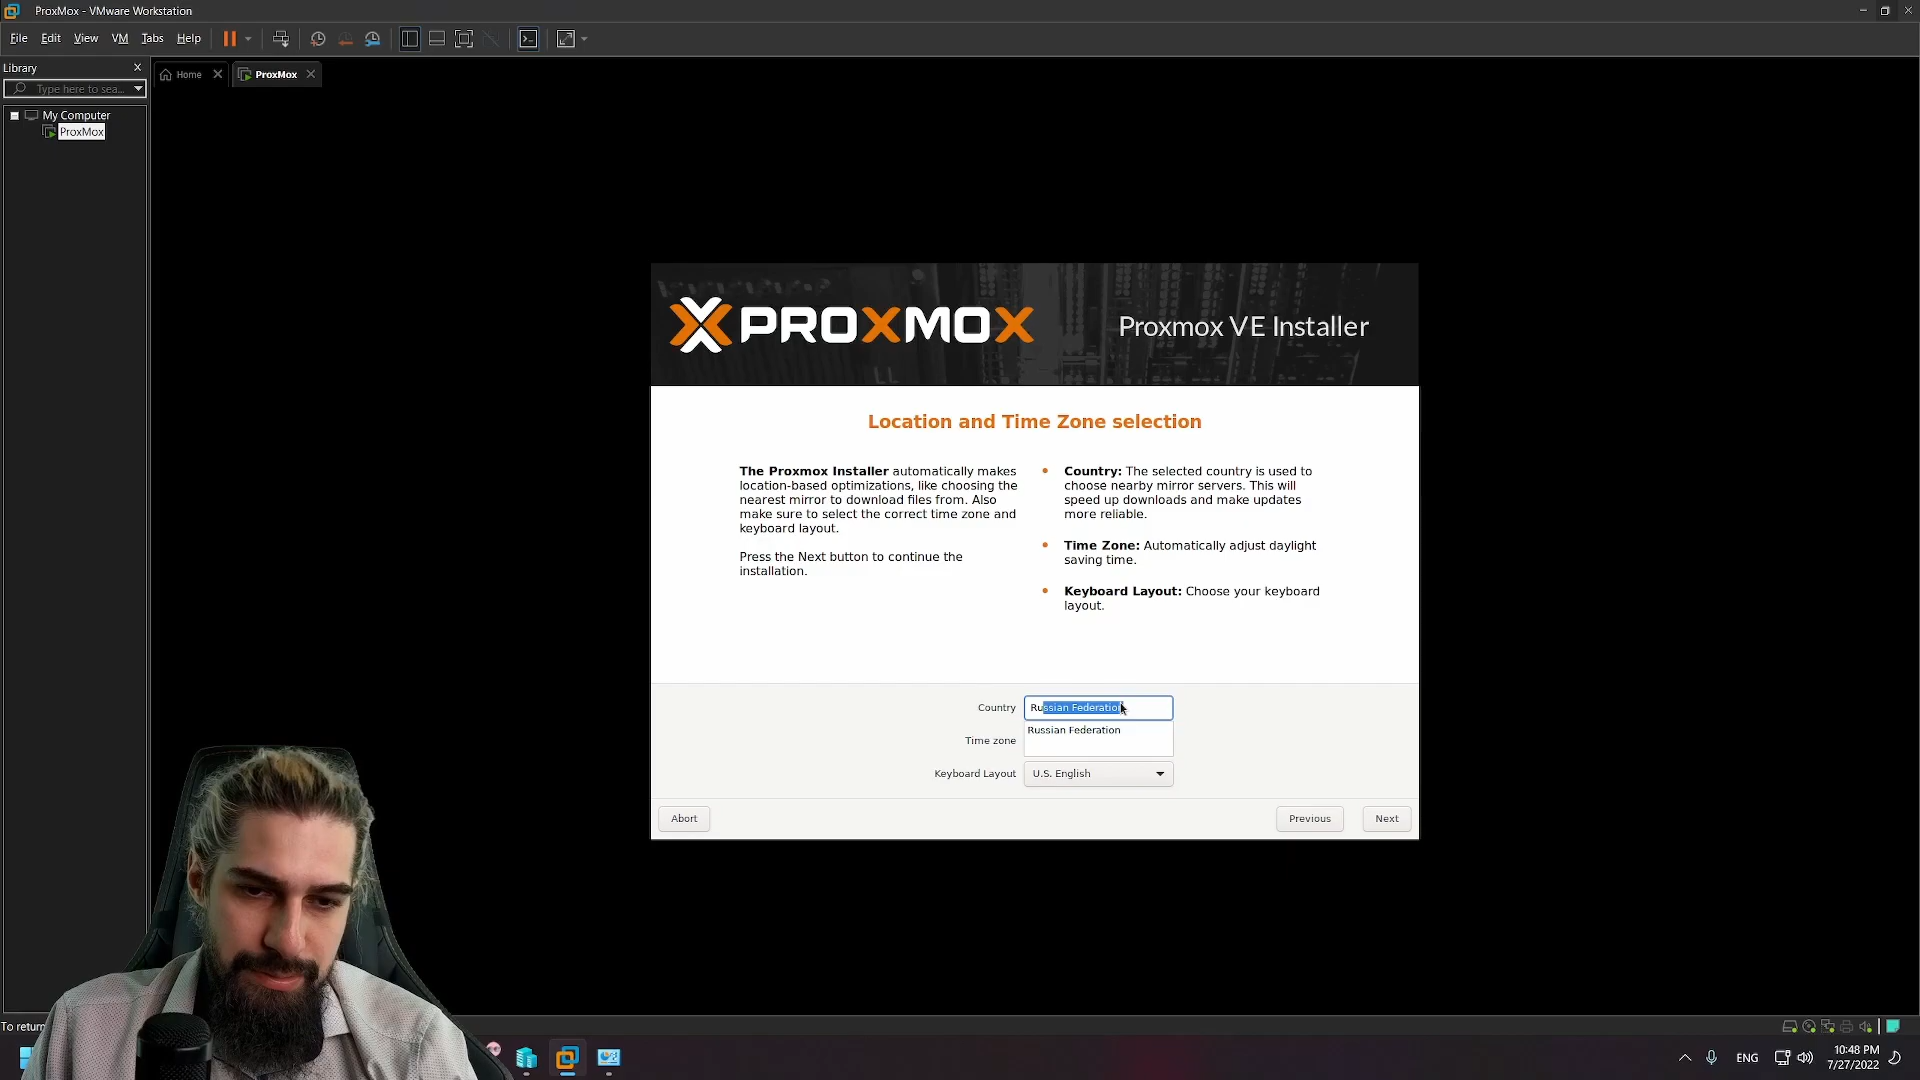 ProxMox - VMware Workstation
File Edit View VM Tabs Help
Library
Home
ProxMox
Type here to sea...
My Computer
ProxMox
PROXMOX
Proxmox VE Installer
Location and Time Zone selection
The Proxmox Installer automatically makes
location-based optimizations, like choosing the
nearest mirror to download files from. Also
make sure to select the correct time zone and
keyboard layout.
Press the Next button to continue the
installation.
Country: The selected country is used to
choose nearby mirror servers. This will
speed up downloads and make updates
more reliable.
Time Zone: Automatically adjust daylight
saving time.
Keyboard Layout: Choose your keyboard
layout.
Country Russian Federation
Russian Federation
Time zone
Keyboard Layout U.S. English
Abort Previous Next
To return
ENG
10:48 PM
7/27/2022